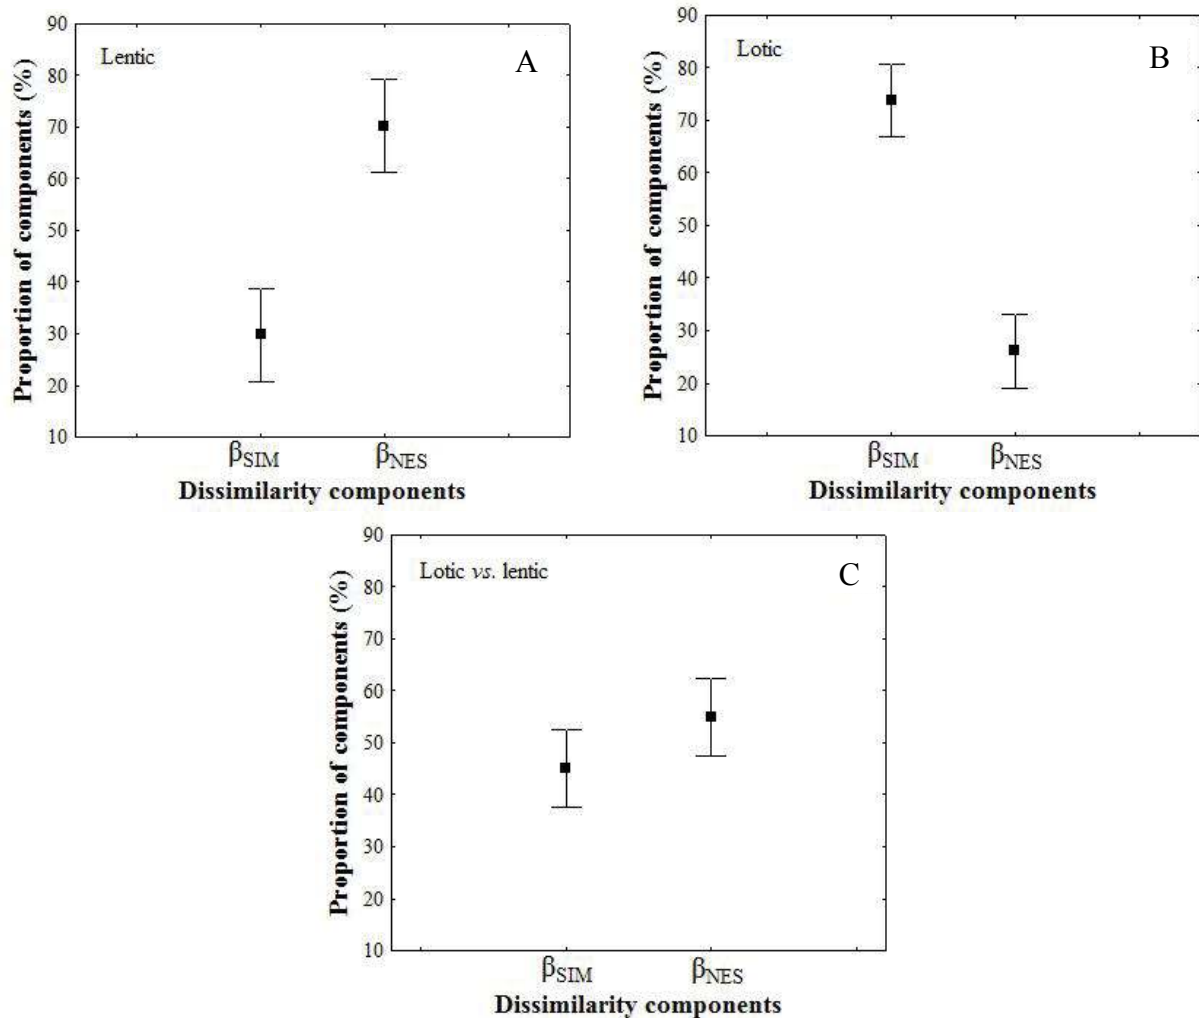 Lentic
A
Proportion of components (%)
90
80
70
60
50
40
30
20
10
βSIM
βNES
Dissimilarity components
Lotic
B
Proportion of components (%)
90
80
70
60
50
40
30
20
10
βSIM
βNES
Dissimilarity components
Lotic vs. lentic
C
Proportion of components (%)
90
80
70
60
50
40
30
20
10
βSIM
βNES
Dissimilarity components